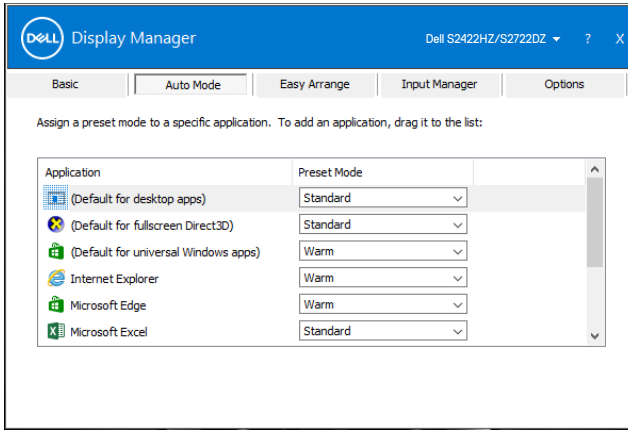 DELL Display Manager Dell S2422HZ/S2722DZ ? X
Basic Auto Mode Easy Arrange Input Manager Options
Assign a preset mode to a specific application. To add an application, drag it to the list:
Application Preset Mode
(Default for desktop apps) Standard
(Default for fullscreen Direct3D) Standard
(Default for universal Windows apps) Warm
Internet Explorer Warm
Microsoft Edge Warm
Microsoft Excel Standard